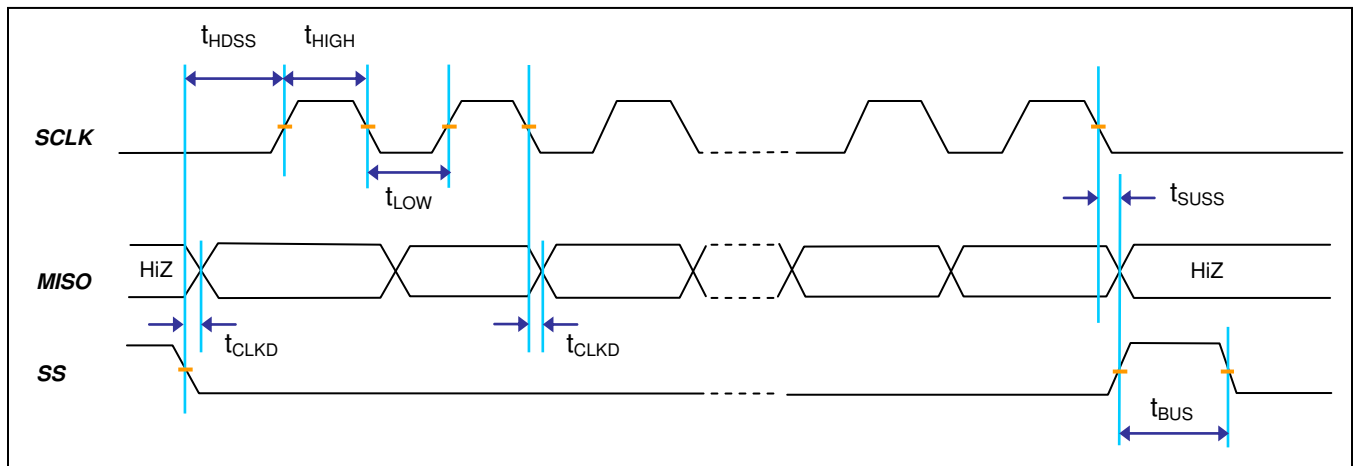 tHDSS tHIGH
SCLK
tLOW
tSUSS
HiZ HiZ
MISO
tCLKD tCLKD
SS
tBUS